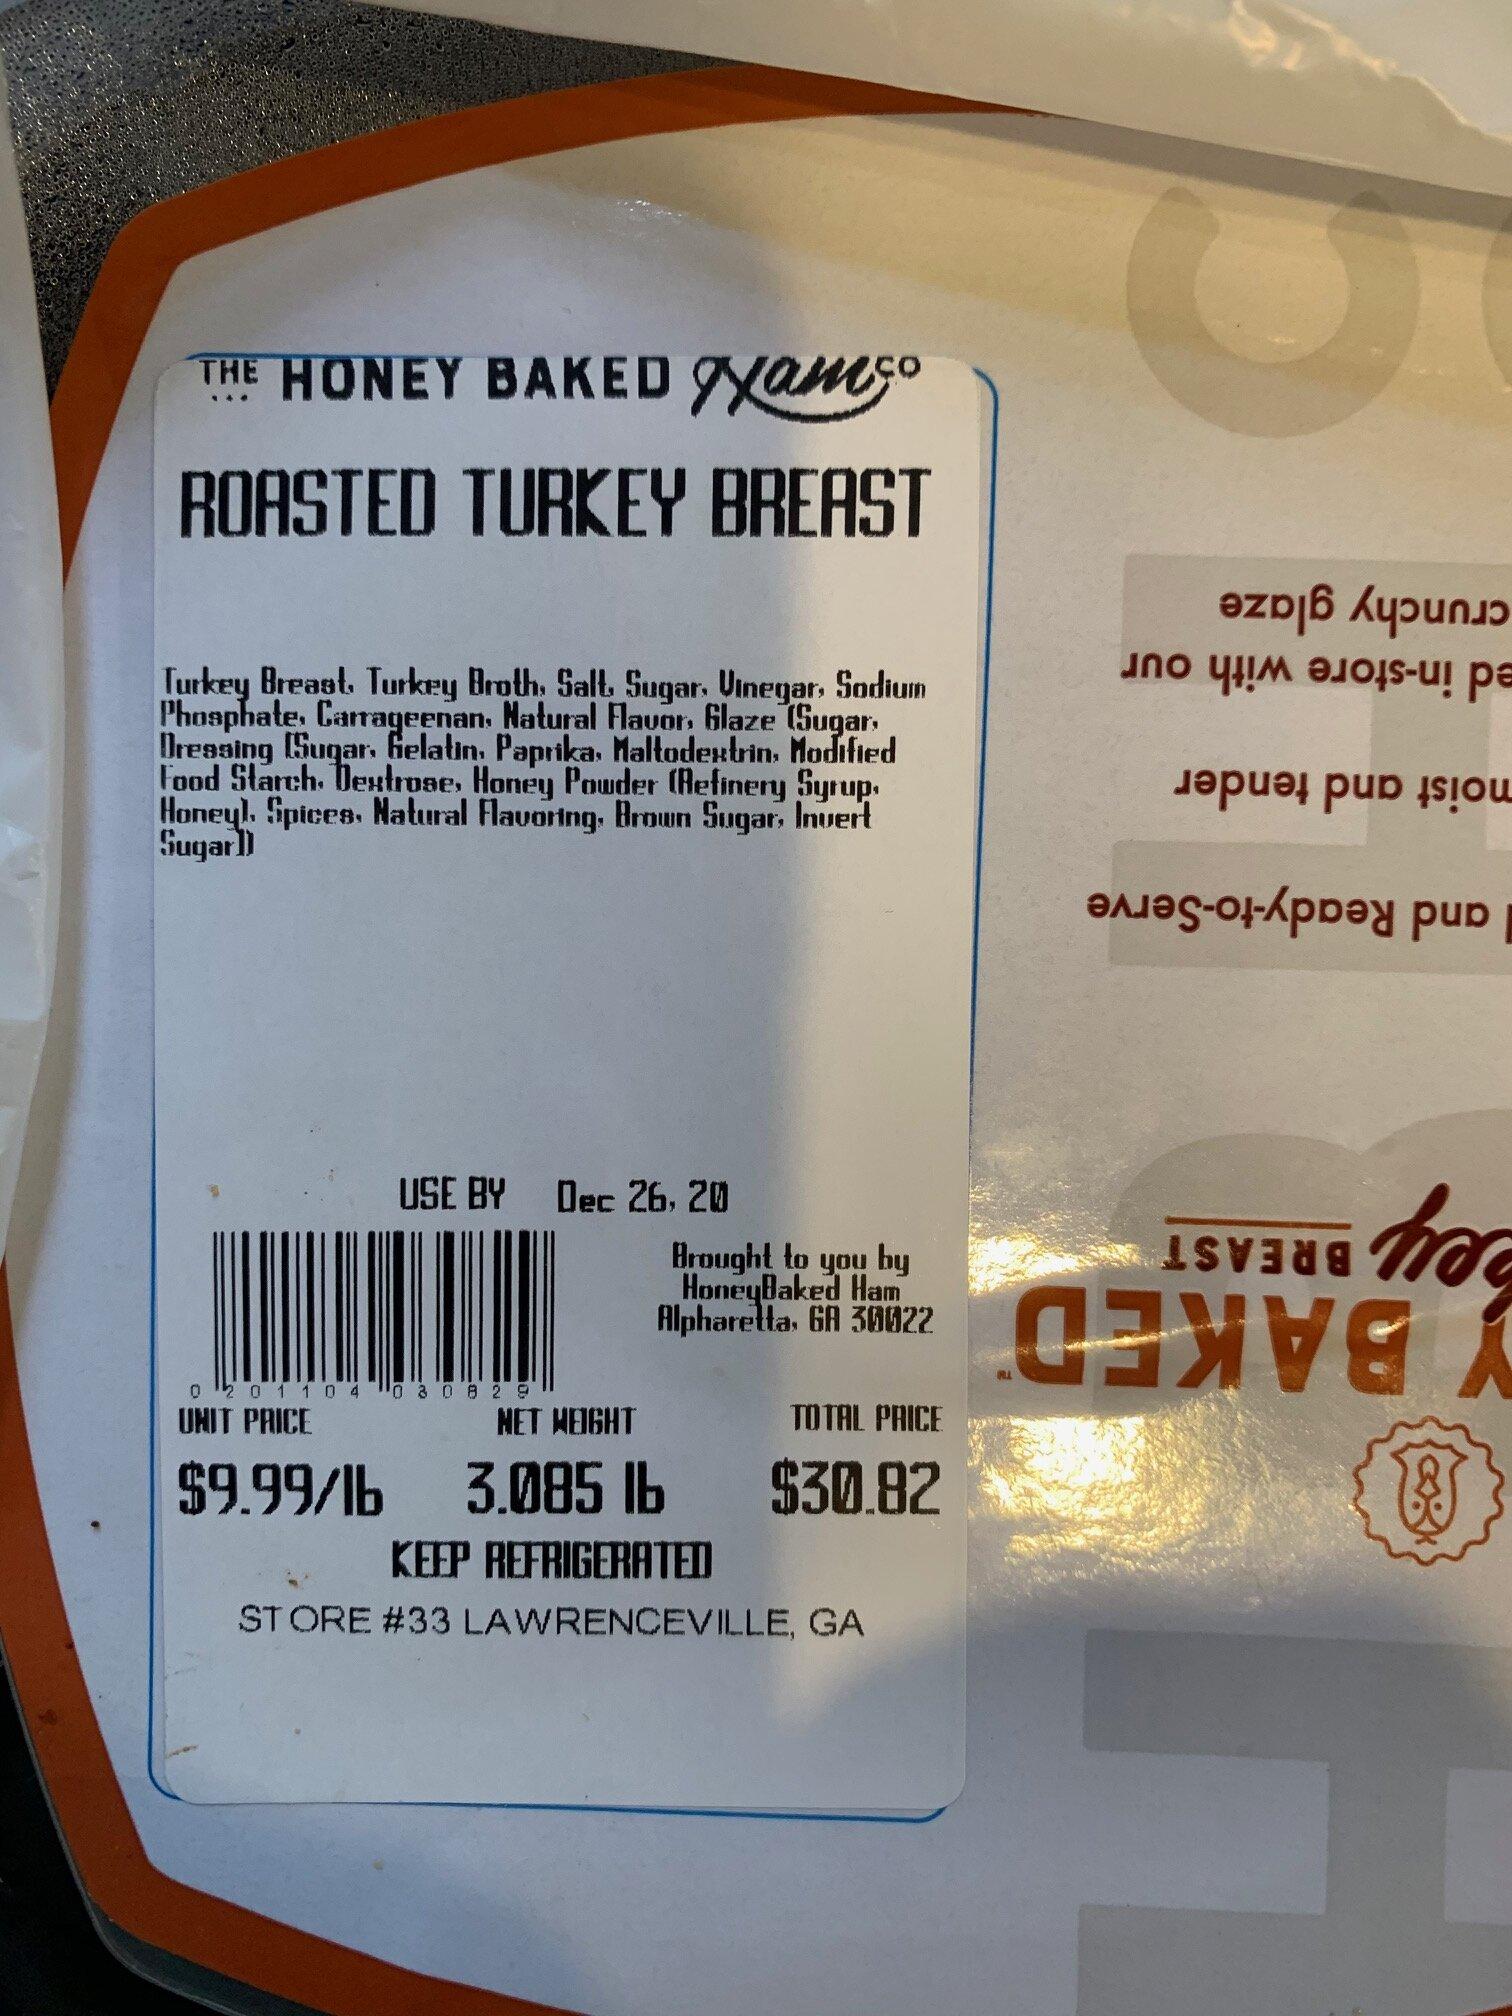 THE HONEY BAKED Ham CO
ROASTED TURKEY BREAST
Turkey Breast, Turkey Broth, Salt, Sugar, Vinegar, Sodium
Phosphate, Carrageenan, Natural Flavor, Glaze (Sugar,
Dressing [Sugar, Gelatin, Paprika, Maltodextrin, Modified
Food Starch, Dextrose, Honey Powder (Refinery Syrup,
Honey), Spices, Natural Flavoring, Brown Sugar, Invert
Sugar])
USE BY Dec 26, 20
Brought to you by
HoneyBaked Ham
Alpharetta, GA 30022
0 201104 030829
UNIT PRICE NET WEIGHT TOTAL PRICE
$9.99/lb 3.085 lb $30.82
KEEP REFRIGERATED
STORE #33 LAWRENCEVILLE, GA
Y BAKED™
BREAST
and Ready-to-Serve
moist and tender
in-store with our
crunchy glaze